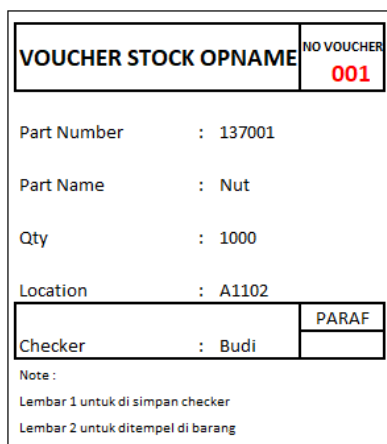 VOUCHER STOCK OPNAME
NO VOUCHER
001
Part Number : 137001
Part Name : Nut
Qty : 1000
Location : A1102
PARAF
Checker : Budi
Note :
Lembar 1 untuk di simpan checker
Lembar 2 untuk ditempel di barang